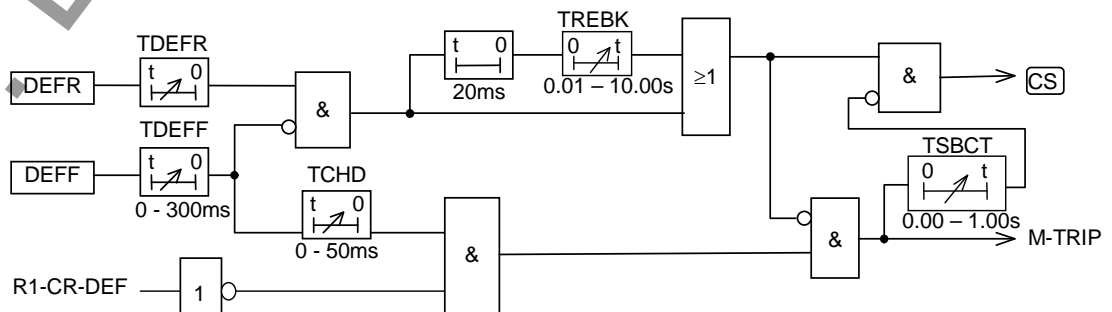 TREBK
TDEFR
t 0
0 t
t 0
DEFR
≥1
&
CS
20ms
0.01 – 10.00s
&
TDEFF
TSBCT
t 0
TCHD
0 t
DEFF
t 0
0 - 300ms
0.00 – 1.00s
&
M-TRIP
0 - 50ms
&
R1-CR-DEF
1